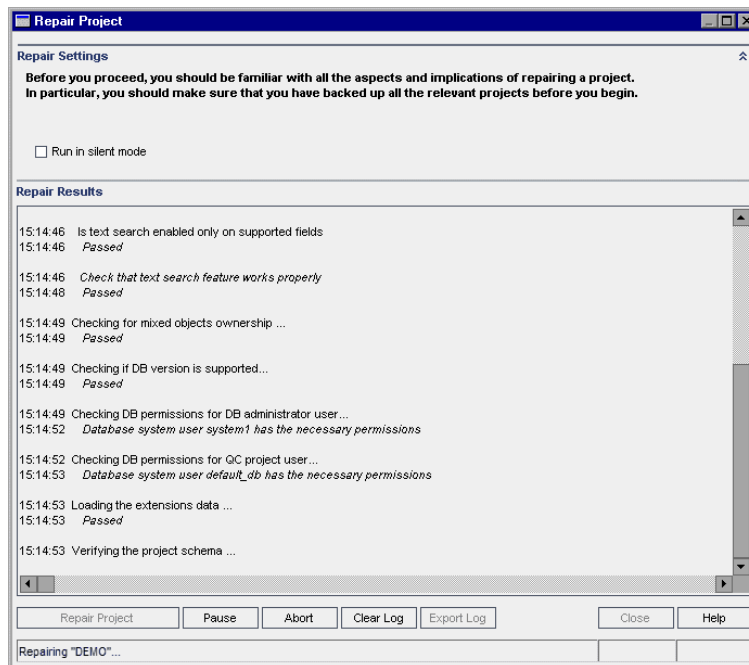 Repair Project
Repair Settings
Before you proceed, you should be familiar with all the aspects and implications of repairing a project.
In particular, you should make sure that you have backed up all the relevant projects before you begin.
Run in silent mode
Repair Results
15:14:46 Is text search enabled only on supported fields
15:14:46 Passed
15:14:46 Check that text search feature works properly
15:14:48 Passed
15:14:49 Checking for mixed objects ownership ...
15:14:49 Passed
15:14:49 Checking if DB version is supported...
15:14:49 Passed
15:14:49 Checking DB permissions for DB administrator user...
15:14:52 Database system user system1 has the necessary permissions
15:14:52 Checking DB permissions for QC project user...
15:14:53 Database system user default_db has the necessary permissions
15:14:53 Loading the extensions data ...
15:14:53 Passed
15:14:53 Verifying the project schema ...
Repair Project Pause Abort Clear Log Export Log Close Help
Repairing "DEMO"...